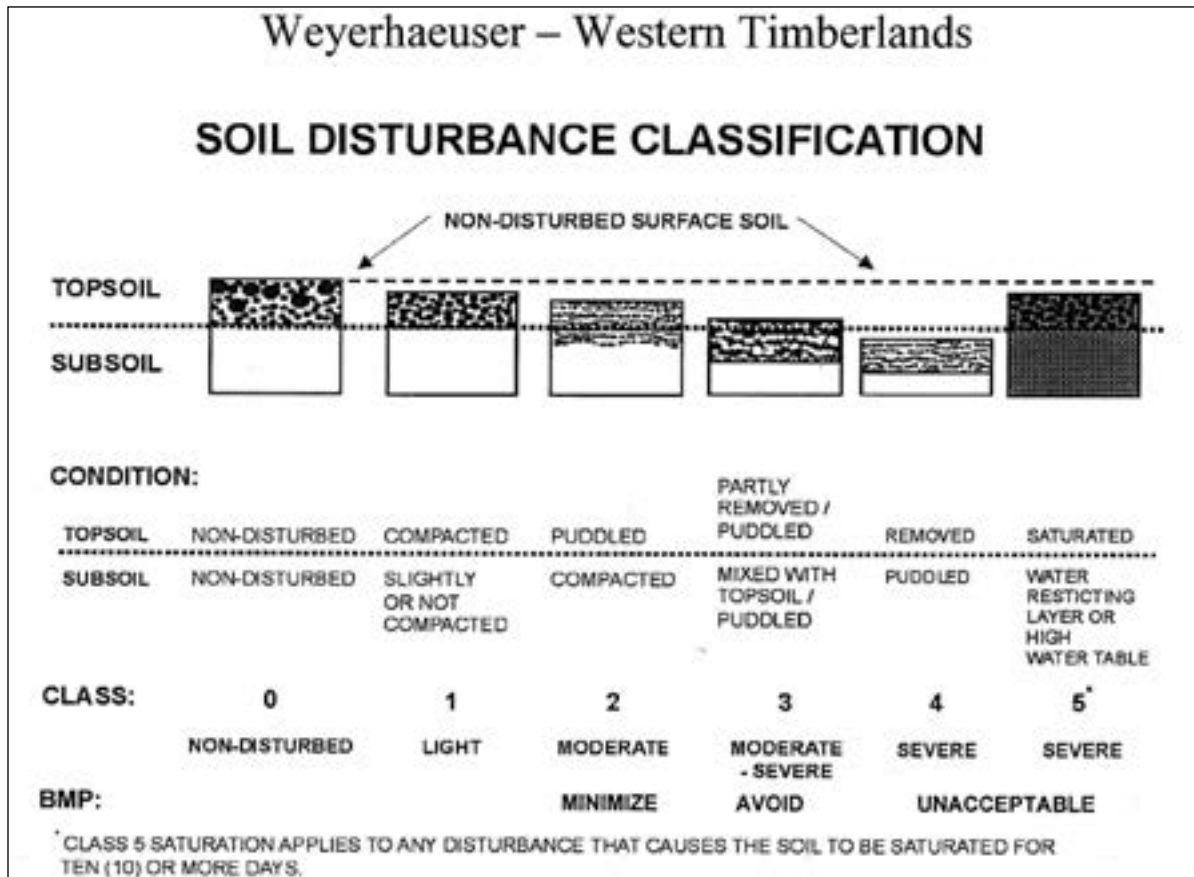 Weyerhaeuser – Western Timberlands
SOIL DISTURBANCE CLASSIFICATION
NON-DISTURBED SURFACE SOIL
TOPSOIL
SUBSOIL
CONDITION:
TOPSOIL NON-DISTURBED COMPACTED PUDDLED PARTLY REMOVED / PUDDLED REMOVED SATURATED
SUBSOIL NON-DISTURBED SLIGHTLY OR NOT COMPACTED COMPACTED MIXED WITH TOPSOIL / PUDDLED PUDDLED WATER RESTICTING LAYER OR HIGH WATER TABLE
CLASS: 0 1 2 3 4 5*
NON-DISTURBED LIGHT MODERATE MODERATE - SEVERE SEVERE SEVERE
BMP: MINIMIZE AVOID UNACCEPTABLE
* CLASS 5 SATURATION APPLIES TO ANY DISTURBANCE THAT CAUSES THE SOIL TO BE SATURATED FOR
TEN (10) OR MORE DAYS.